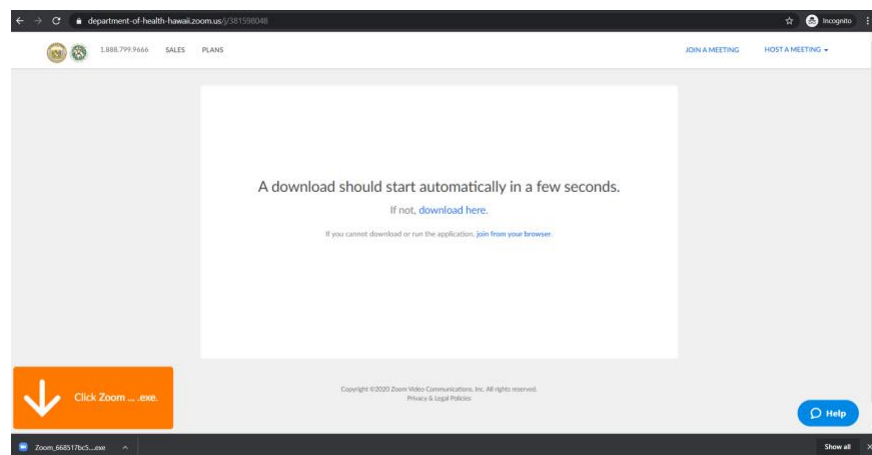 department-of-health-hawaii.zoom.us/j/381598048
Incognito
1.888.799.9666 SALES PLANS
JOIN A MEETING HOST A MEETING
A download should start automatically in a few seconds.
If not, download here.
If you cannot download or run the application, join from your browser.
Click Zoom ... .exe.
Copyright ©2020 Zoom Video Communications, Inc. All rights reserved.
Privacy & Legal Policies
Help
Zoom_668517bc5....exe
Show all